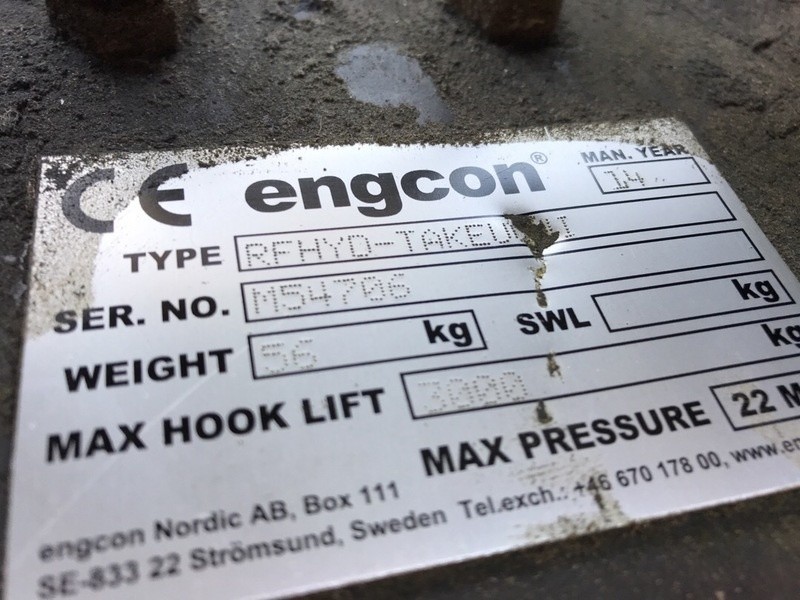 CE engcon® MAN. YEAR 14
TYPE
SER. NO. M54706
WEIGHT 56 kg SWL kg
MAX HOOK LIFT 3000 kg
MAX PRESSURE 22 M
engcon Nordic AB, Box 111
SE-833 22 Strömsund, Sweden Tel.exch.: +46 670 178 00, www.en